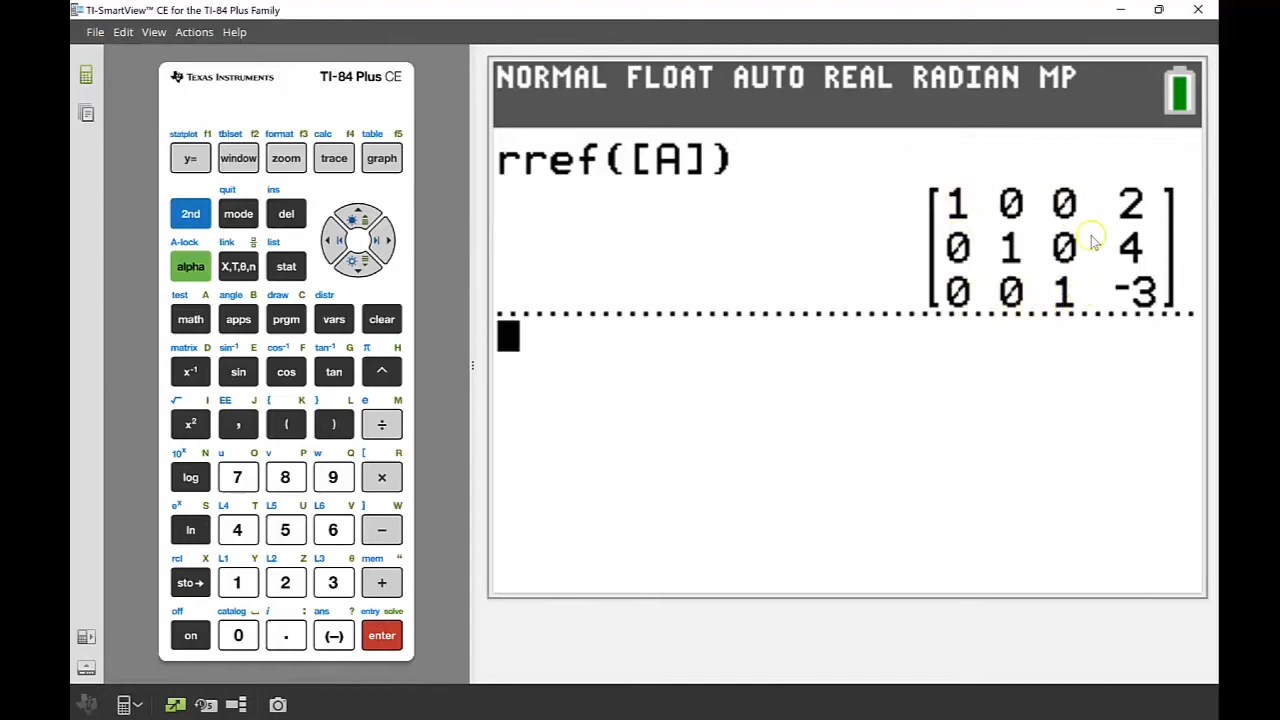 TI-SmartView™ CE for the TI-84 Plus Family
File Edit View Actions Help
TEXAS INSTRUMENTS TI-84 Plus CE
statplot f1 tblset f2 format f3 calc f4 table f5
y= window zoom trace graph
quit ins
2nd mode del
A-lock link list
alpha X,T,θ,n stat
test A angle B draw C distr
math apps prgm vars clear
matrix D sin⁻¹ E cos⁻¹ F tan⁻¹ G π H
x⁻¹ sin cos tan ^
√ I EE J { K } L e M
x² , ( ) ÷
10ˣ N u O v P w Q [ R
log 7 8 9 ×
eˣ S L4 T L5 U L6 V ] W
ln 4 5 6 −
rcl X L1 Y L2 Z L3 θ mem “
sto→ 1 2 3 +
off catalog ⎵ i : ans ? entry solve
on 0 . (−) enter
NORMAL FLOAT AUTO REAL RADIAN MP
rref([A])
[1 0 0 2]
[0 1 0 4]
[0 0 1 -3]